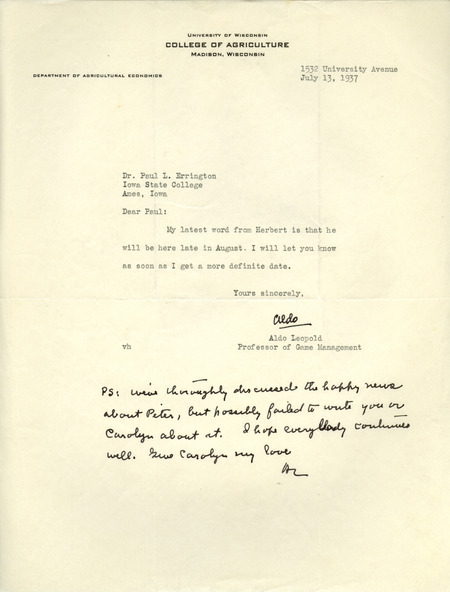 UNIVERSITY OF WISCONSIN
COLLEGE OF AGRICULTURE
MADISON, WISCONSIN
DEPARTMENT OF AGRICULTURAL ECONOMICS
1532 University Avenue
July 13, 1937
Dr. Paul L. Errington
Iowa State College
Ames, Iowa
Dear Paul:
My latest word from Herbert is that he
will be here late in August. I will let you know
as soon as I get a more definite date.
Yours sincerely,
Aldo
Aldo Leopold
vh Professor of Game Management
PS: We've thoroughly discussed the happy news
about Peter, but possibly failed to write you or
Carolyn about it. I hope everybody continues
well. Give Carolyn my love
AL